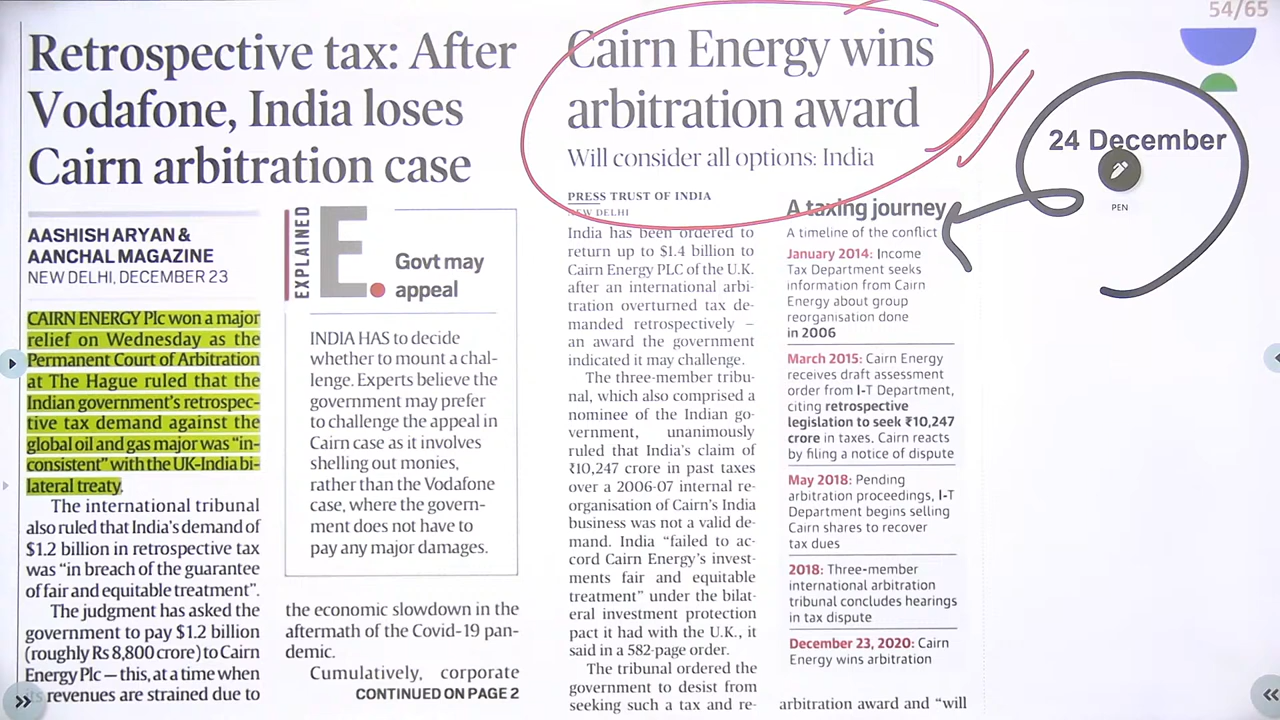 54/65
Retrospective tax: After
Vodafone, India loses
Cairn arbitration case
AASHISH ARYAN &
AANCHAL MAGAZINE
NEW DELHI, DECEMBER 23
CAIRN ENERGY Plc won a major
relief on Wednesday as the
Permanent Court of Arbitration
at The Hague ruled that the
Indian government's retrospec-
tive tax demand against the
global oil and gas major was "in-
consistent" with the UK-India bi-
lateral treaty.
The international tribunal
also ruled that India's demand of
$1.2 billion in retrospective tax
was "in breach of the guarantee
of fair and equitable treatment".
The judgment has asked the
government to pay $1.2 billion
(roughly Rs 8,800 crore) to Cairn
Energy Plc — this, at a time when
its revenues are strained due to
EXPLAINED
E.
Govt may
appeal
INDIA HAS to decide
whether to mount a chal-
lenge. Experts believe the
government may prefer
to challenge the appeal in
Cairn case as it involves
shelling out monies,
rather than the Vodafone
case, where the govern-
ment does not have to
pay any major damages.
the economic slowdown in the
aftermath of the Covid-19 pan-
demic.
Cumulatively, corporate
CONTINUED ON PAGE 2
Cairn Energy wins
arbitration award
Will consider all options: India
PRESS TRUST OF INDIA
NEW DELHI
India has been ordered to
return up to $1.4 billion to
Cairn Energy PLC of the U.K.
after an international arbi-
tration overturned tax de-
manded retrospectively –
an award the government
indicated it may challenge.
The three-member tribu-
nal, which also comprised a
nominee of the Indian go-
vernment, unanimously
ruled that India's claim of
₹10,247 crore in past taxes
over a 2006-07 internal re-
organisation of Cairn's India
business was not a valid de-
mand. India "failed to ac-
cord Cairn Energy's invest-
ments fair and equitable
treatment" under the bilat-
eral investment protection
pact it had with the U.K., it
said in a 582-page order.
The tribunal ordered the
government to desist from
seeking such a tax and re-
A taxing journey
A timeline of the conflict
January 2014: Income
Tax Department seeks
information from Cairn
Energy about group
reorganisation done
in 2006
March 2015: Cairn Energy
receives draft assessment
order from I-T Department,
citing retrospective
legislation to seek ₹10,247
crore in taxes. Cairn reacts
by filing a notice of dispute
May 2018: Pending
arbitration proceedings, I-T
Department begins selling
Cairn shares to recover
tax dues
2018: Three-member
international arbitration
tribunal concludes hearings
in tax dispute
December 23, 2020: Cairn
Energy wins arbitration
arbitration award and "will
24 December
PEN